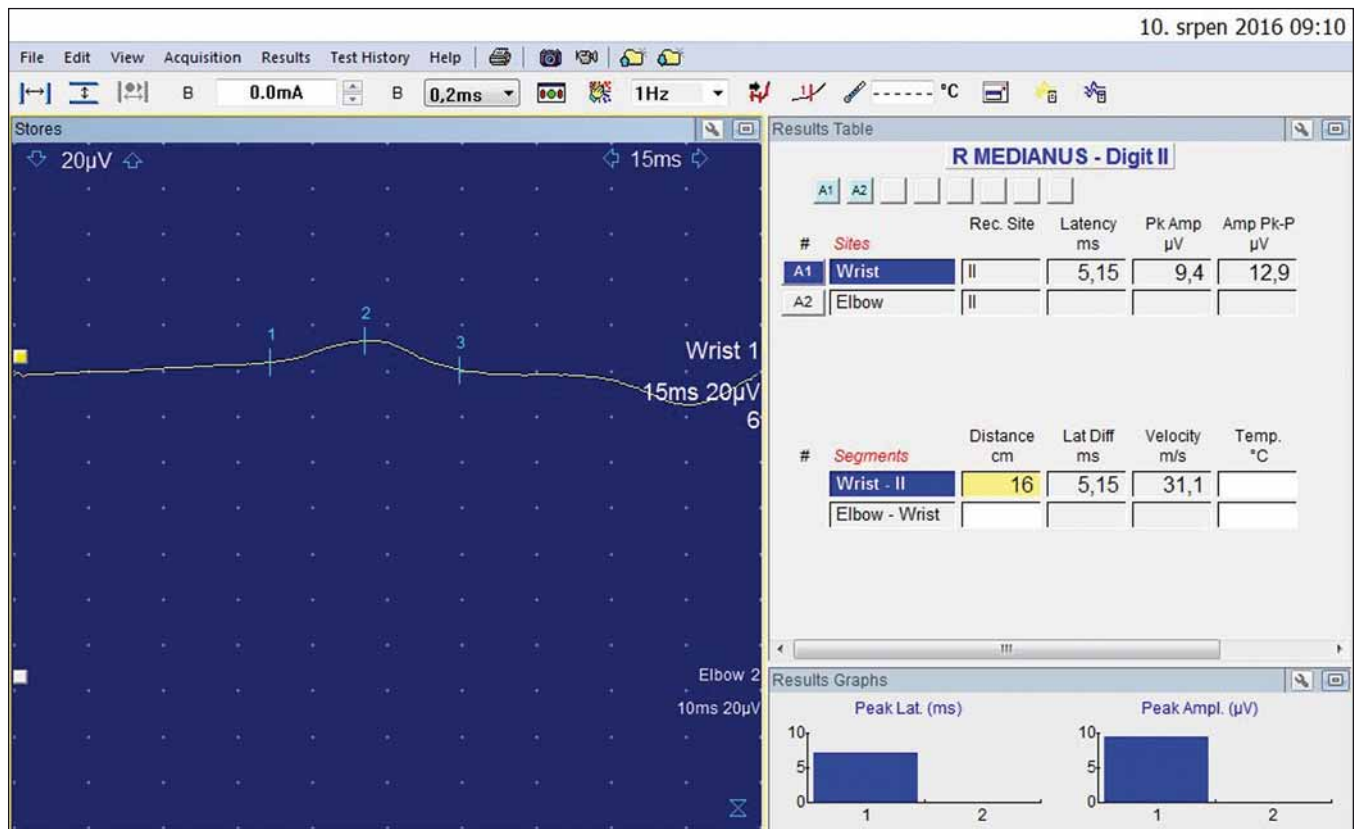 10. srpen 2016 09:10
File Edit View Acquisition Results Test History Help
B 0.0mA B 0,2ms 1Hz ------ °C
Stores
20µV 15ms
1
2
3
Wrist 1
15ms 20µV
6
Elbow 2
10ms 20µV
Results Table
R MEDIANUS - Digit II
A1 A2
# Sites Rec. Site Latency ms Pk Amp µV Amp Pk-P µV
A1 Wrist II 5,15 9,4 12,9
A2 Elbow II
# Segments Distance cm Lat Diff ms Velocity m/s Temp. °C
Wrist - II 16 5,15 31,1
Elbow - Wrist
Results Graphs
Peak Lat. (ms)
10
5
0
1 2
Peak Ampl. (µV)
10
5
0
1 2